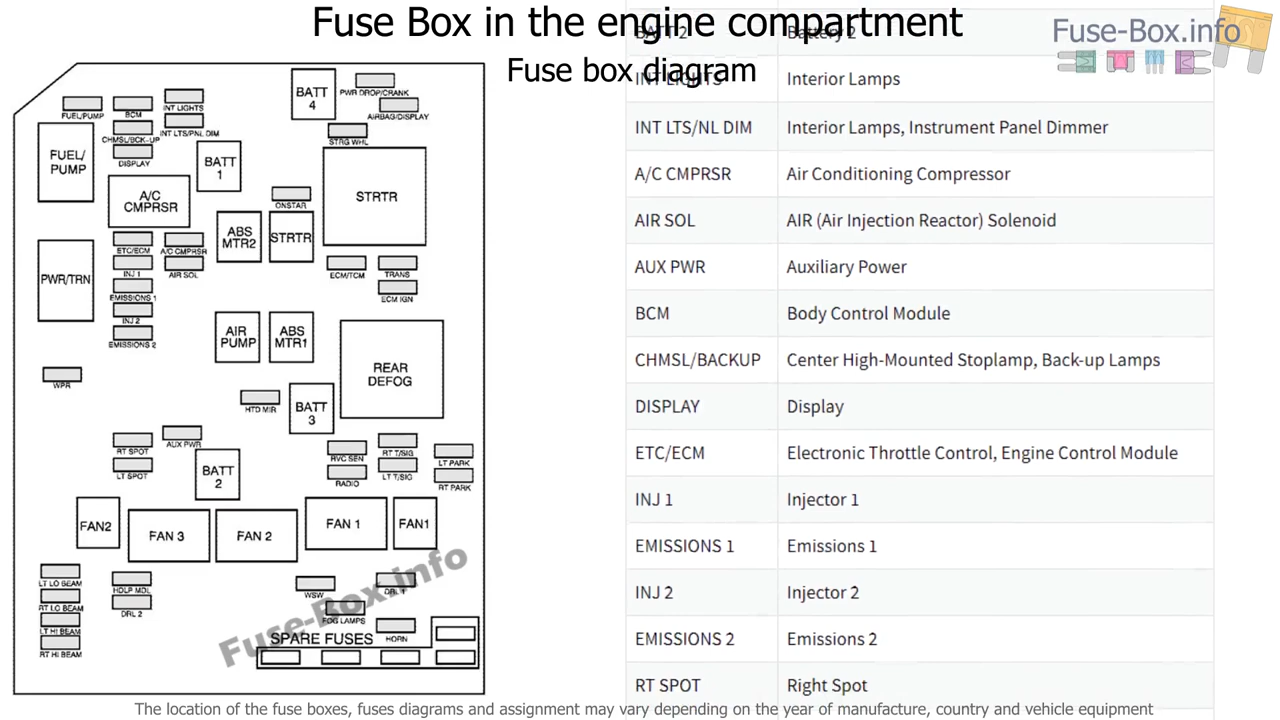 Fuse Box in the engine compartment
Fuse box diagram
Fuse-Box.info
FUEL/PUMP
BCM
INT LIGHTS
CHMSL/BCK-UP
INT LTS/PNL DIM
DISPLAY
BATT 4
PWR DROP/CRANK
AIRBAG/DISPLAY
STRG WHL
FUEL/
PUMP
BATT
1
A/C
CMPRSR
ONSTAR
STRTR
ABS
MTR2
STRTR
PWR/TRN
ETC/ECM
A/C CMPRSR
INJ 1
AIR SOL
EMISSIONS 1
INJ 2
EMISSIONS 2
ECM/TCM
TRANS
ECM IGN
AIR
PUMP
ABS
MTR1
REAR
DEFOG
WPR
HTD MIR
BATT
3
RT SPOT
AUX PWR
LT SPOT
BATT
2
RVC SEN
RT T/SIG
LT PARK
RADIO
LT T/SIG
RT PARK
FAN2
FAN 3
FAN 2
FAN 1
FAN1
LT LO BEAM
RT LO BEAM
LT HI BEAM
RT HI BEAM
HDLP MDL
DRL 2
WSW
DRL 1
FOG LAMPS
HORN
SPARE FUSES
Fuse-Box.info
BATT 2 Battery 2
INT LIGHTS Interior Lamps
INT LTS/NL DIM Interior Lamps, Instrument Panel Dimmer
A/C CMPRSR Air Conditioning Compressor
AIR SOL AIR (Air Injection Reactor) Solenoid
AUX PWR Auxiliary Power
BCM Body Control Module
CHMSL/BACKUP Center High-Mounted Stoplamp, Back-up Lamps
DISPLAY Display
ETC/ECM Electronic Throttle Control, Engine Control Module
INJ 1 Injector 1
EMISSIONS 1 Emissions 1
INJ 2 Injector 2
EMISSIONS 2 Emissions 2
RT SPOT Right Spot
The location of the fuse boxes, fuses diagrams and assignment may vary depending on the year of manufacture, country and vehicle equipment